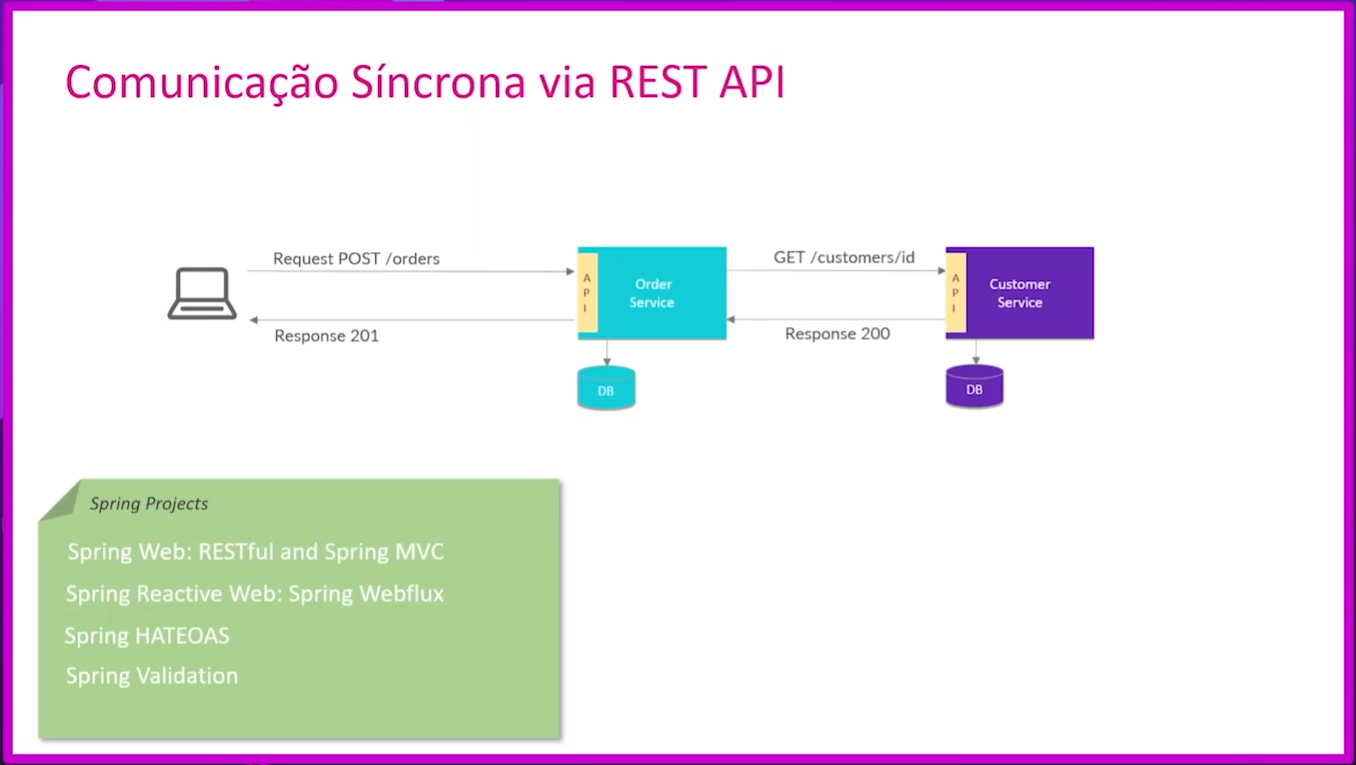 Comunicação Síncrona via REST API
Request POST /orders
Response 201
A
P
I
Order
Service
DB
GET /customers/id
Response 200
A
P
I
Customer
Service
DB
Spring Projects
Spring Web: RESTful and Spring MVC
Spring Reactive Web: Spring Webflux
Spring HATEOAS
Spring Validation